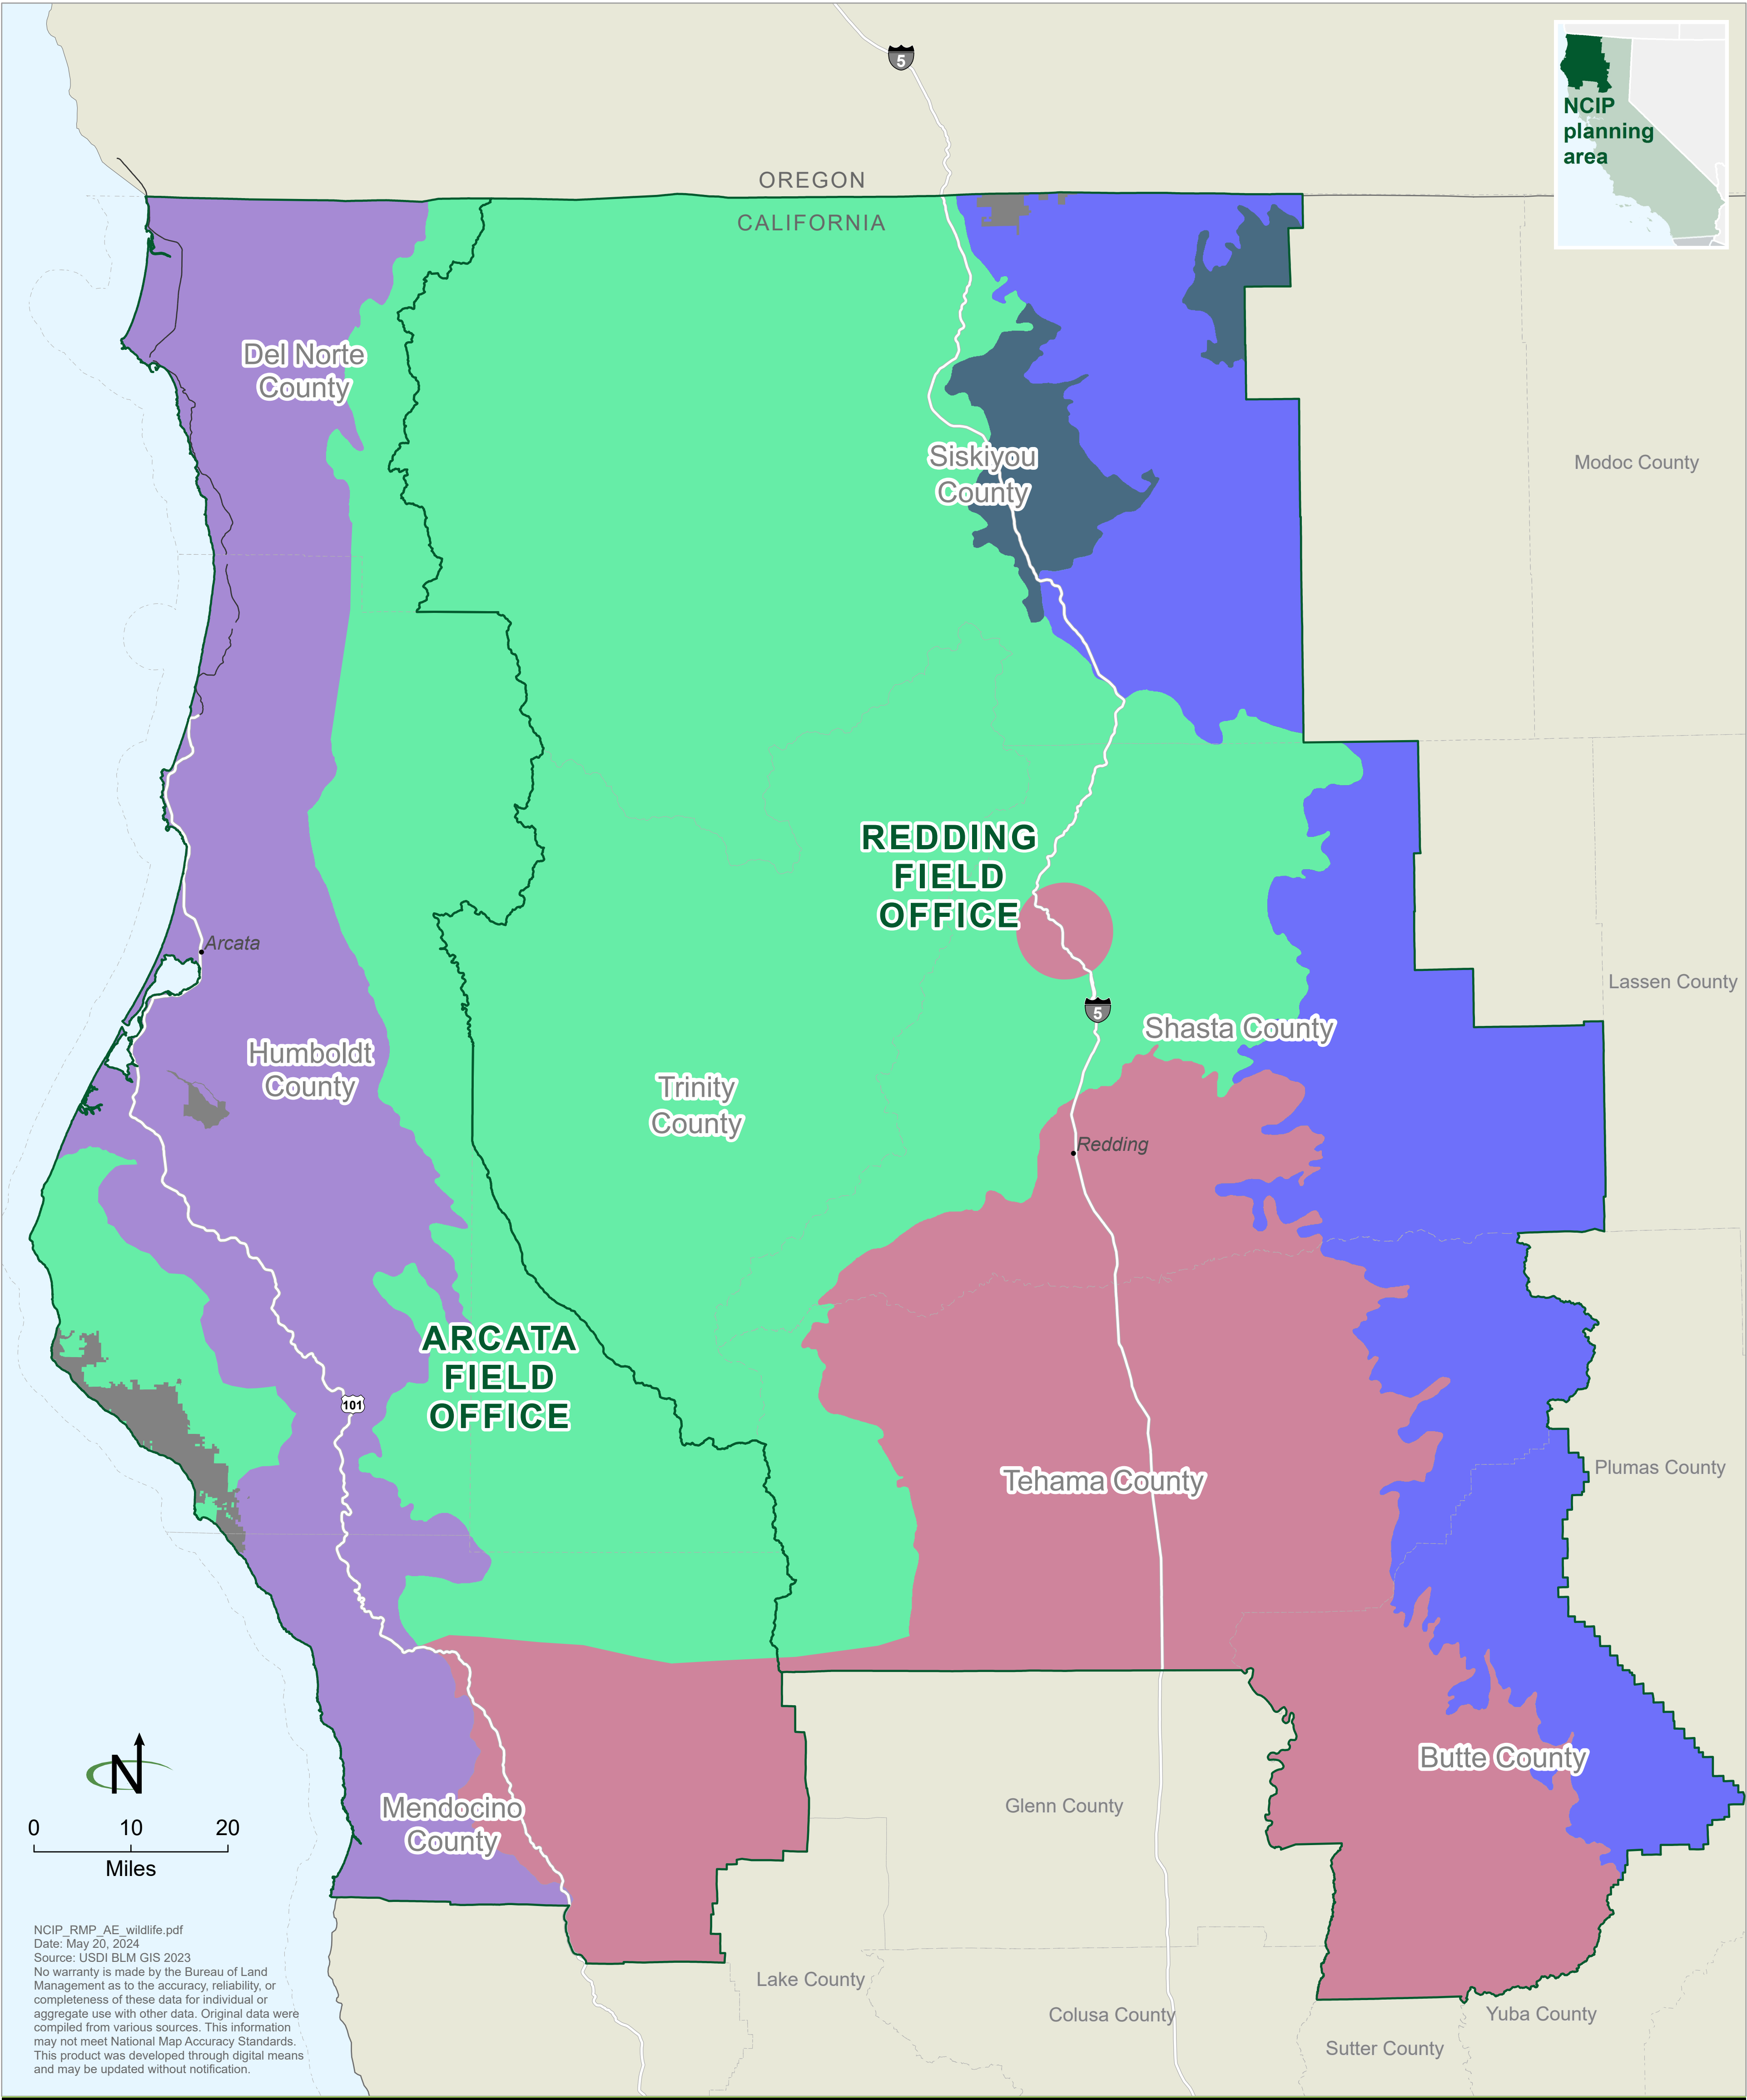 5
NCIP
planning
area
OREGON
CALIFORNIA
Del Norte
County
Siskiyou
County
Modoc County
REDDING
FIELD
OFFICE
Arcata
Lassen County
5
Shasta County
Humboldt
County
Trinity
County
Redding
ARCATA
FIELD
OFFICE
101
Tehama County
Plumas County
Butte County
N
Mendocino
County
Glenn County
0 10 20
Miles
NCIP_RMP_AE_wildlife.pdf
Date: May 20, 2024
Source: USDI BLM GIS 2023
No warranty is made by the Bureau of Land
Management as to the accuracy, reliability, or
completeness of these data for individual or
aggregate use with other data. Original data were
compiled from various sources. This information
may not meet National Map Accuracy Standards.
This product was developed through digital means
and may be updated without notification.
Lake County
Colusa County
Yuba County
Sutter County